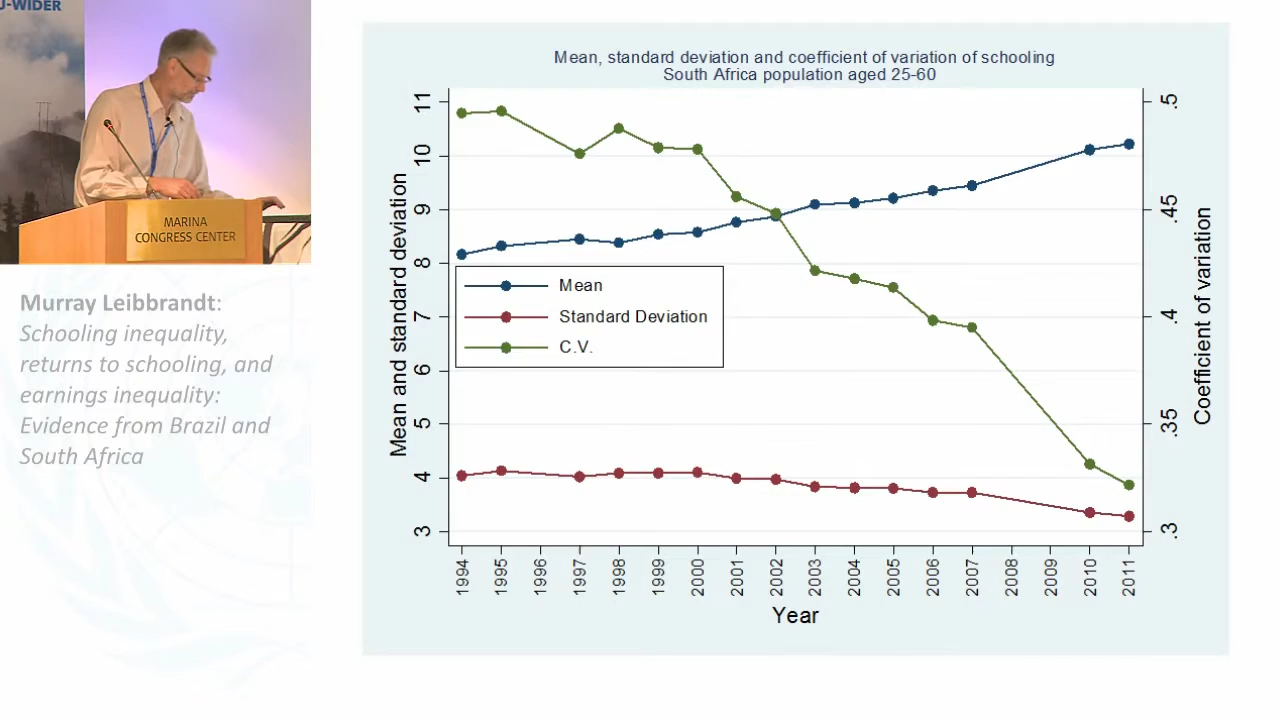 U-WIDER
MARINA
CONGRESS CENTER
Murray Leibbrandt:
Schooling inequality,
returns to schooling, and
earnings inequality:
Evidence from Brazil and
South Africa
Mean, standard deviation and coefficient of variation of schooling
South Africa population aged 25-60
Mean and standard deviation
11
10
9
8
7
6
5
4
3
Mean
Standard Deviation
C.V.
.5
.45
.4
.35
.3
Coefficient of variation
1994
1995
1996
1997
1998
1999
2000
2001
2002
2003
2004
2005
2006
2007
2008
2009
2010
2011
Year